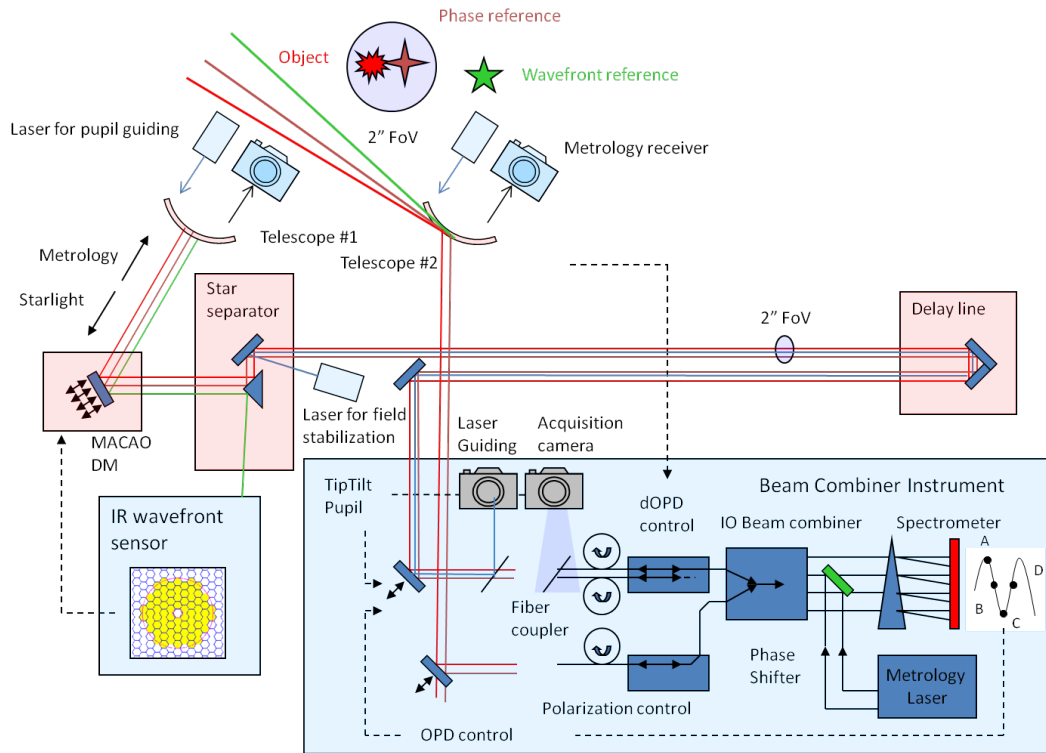 Phase reference
Object
Wavefront reference
2” FoV
Laser for pupil guiding
Metrology receiver
Telescope #1
Telescope #2
Metrology
Starlight
Star
separator
2” FoV
Delay line
MACAO
DM
Laser for field
stabilization
Laser
Guiding
Acquisition
camera
IR wavefront
sensor
TipTilt
Pupil
Beam Combiner Instrument
dOPD
control
IO Beam combiner
Spectrometer
A
D
B
C
Fiber
coupler
Phase
Shifter
Metrology
Laser
Polarization control
OPD control